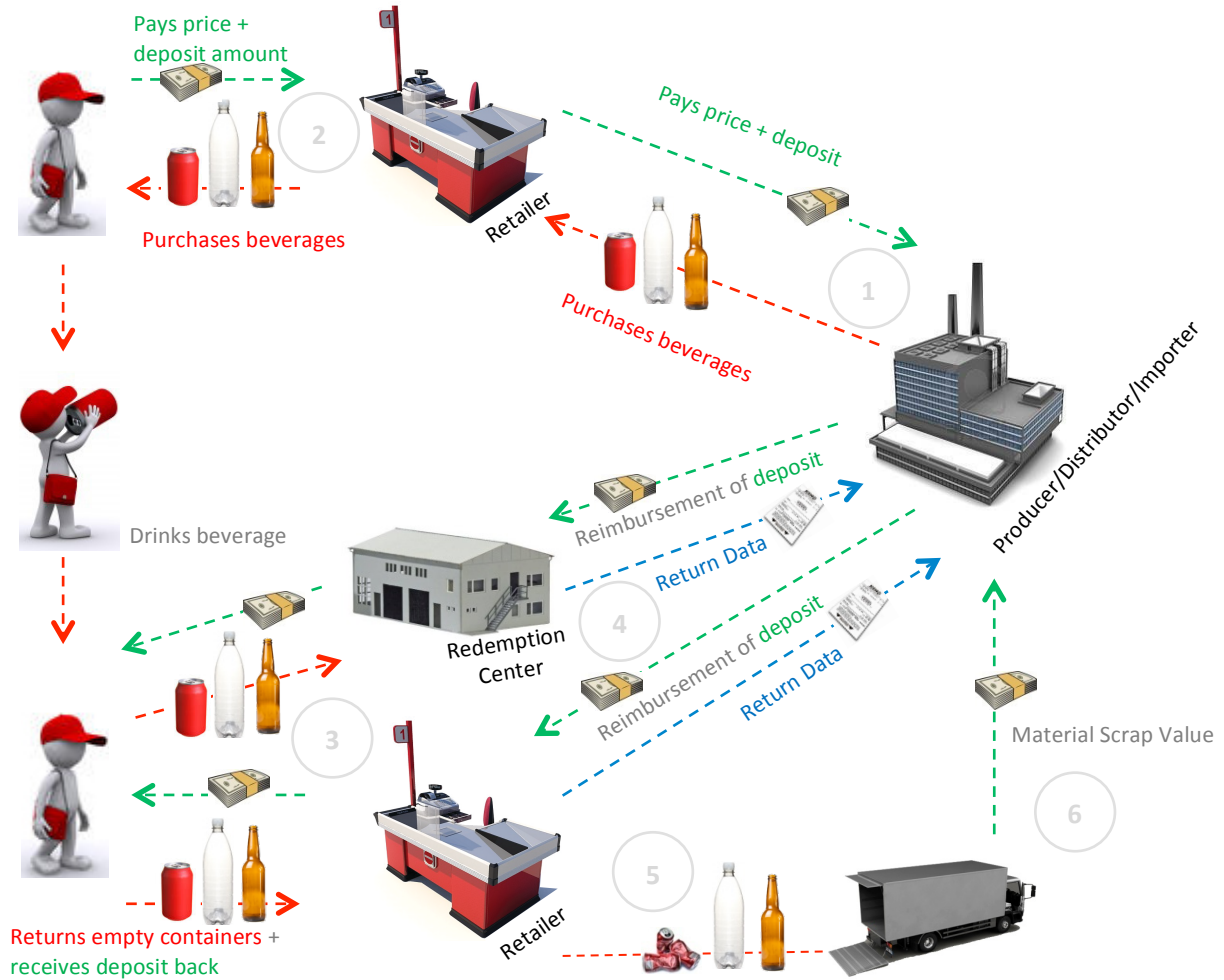 Pays price +
deposit amount
1
2
Purchases beverages
Retailer
Pays price + deposit
1
Purchases beverages
Producer/Distributor/Importer
Drinks beverage
Reimbursement of deposit
Return Data
4
Redemption
Center
Reimbursement of deposit
Return Data
3
1
Material Scrap Value
6
5
Retailer
Returns empty containers +
receives deposit back